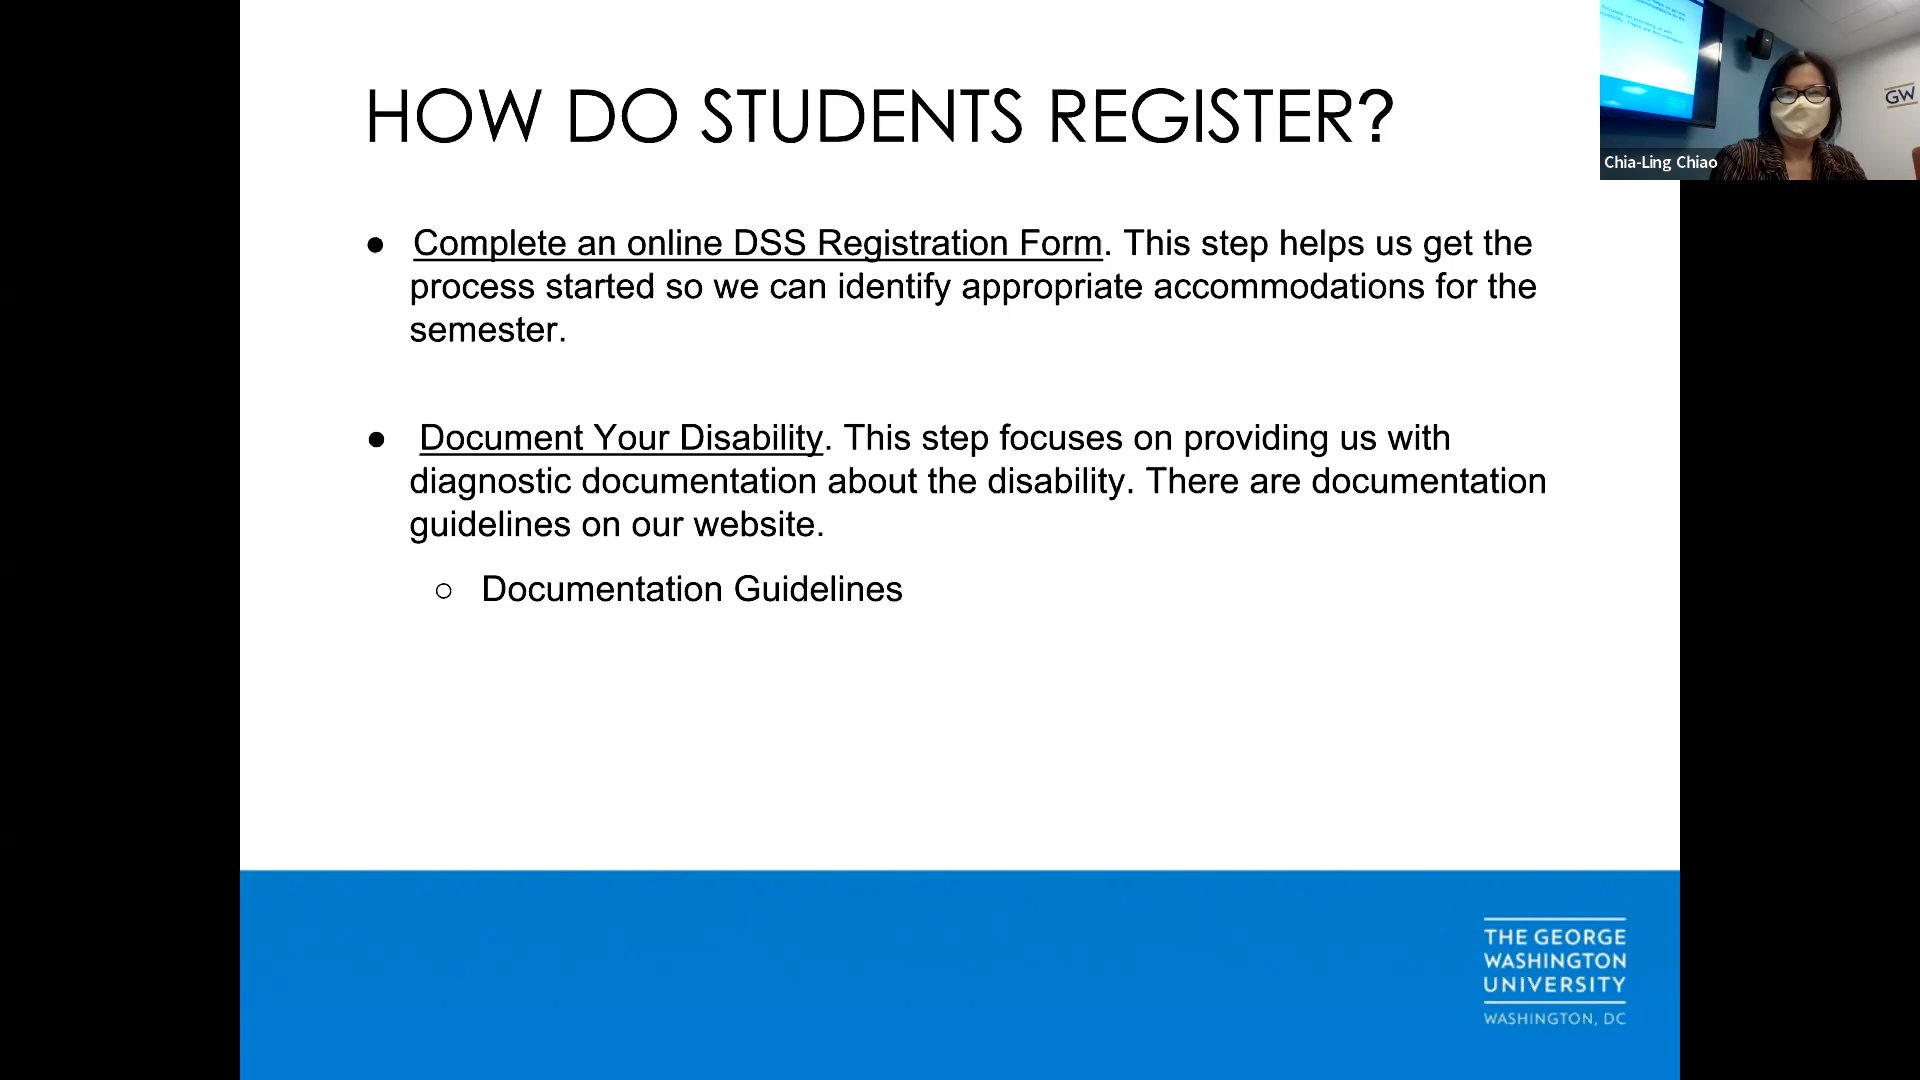 HOW DO STUDENTS REGISTER?
● Complete an online DSS Registration Form. This step helps us get the
process started so we can identify appropriate accommodations for the
semester.
● Document Your Disability. This step focuses on providing us with
diagnostic documentation about the disability. There are documentation
guidelines on our website.
○ Documentation Guidelines
GW
Chia-Ling Chiao
THE GEORGE
WASHINGTON
UNIVERSITY
WASHINGTON, DC